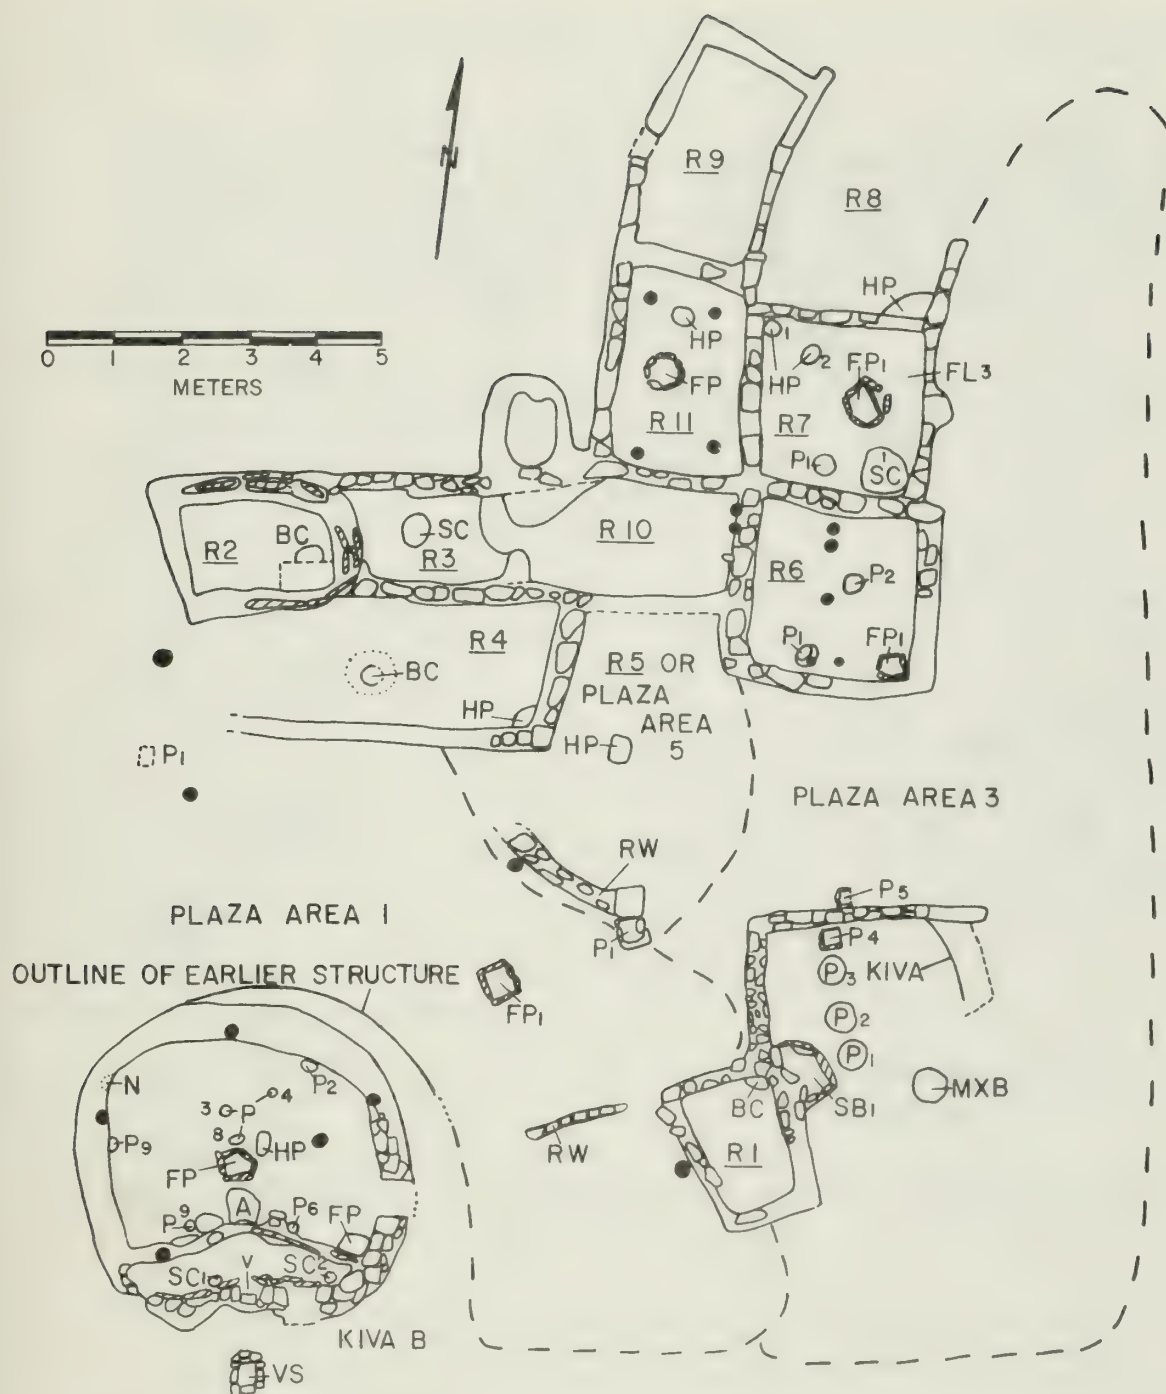 R9
R8
N
HP
0 1 2 3 4 5
METERS
HP
1
2
HP
FP1
FL3
FP
R11
R7
P1
SC
R2
BC
SC
R3
R10
R6
P2
R4
BC
P1
FP1
R5 OR
PLAZA
AREA
5
HP
HP
P1
PLAZA AREA 3
RW
PLAZA AREA 1
P5
P1
P4
OUTLINE OF EARLIER STRUCTURE
P3
KIVA
FP1
P2
P1
N
P2
3
P
4
MXB
BC
SB1
P9
8
HP
RW
R1
FP
A
P9
P6
FP
SC1
V
SC2
KIVA B
VS